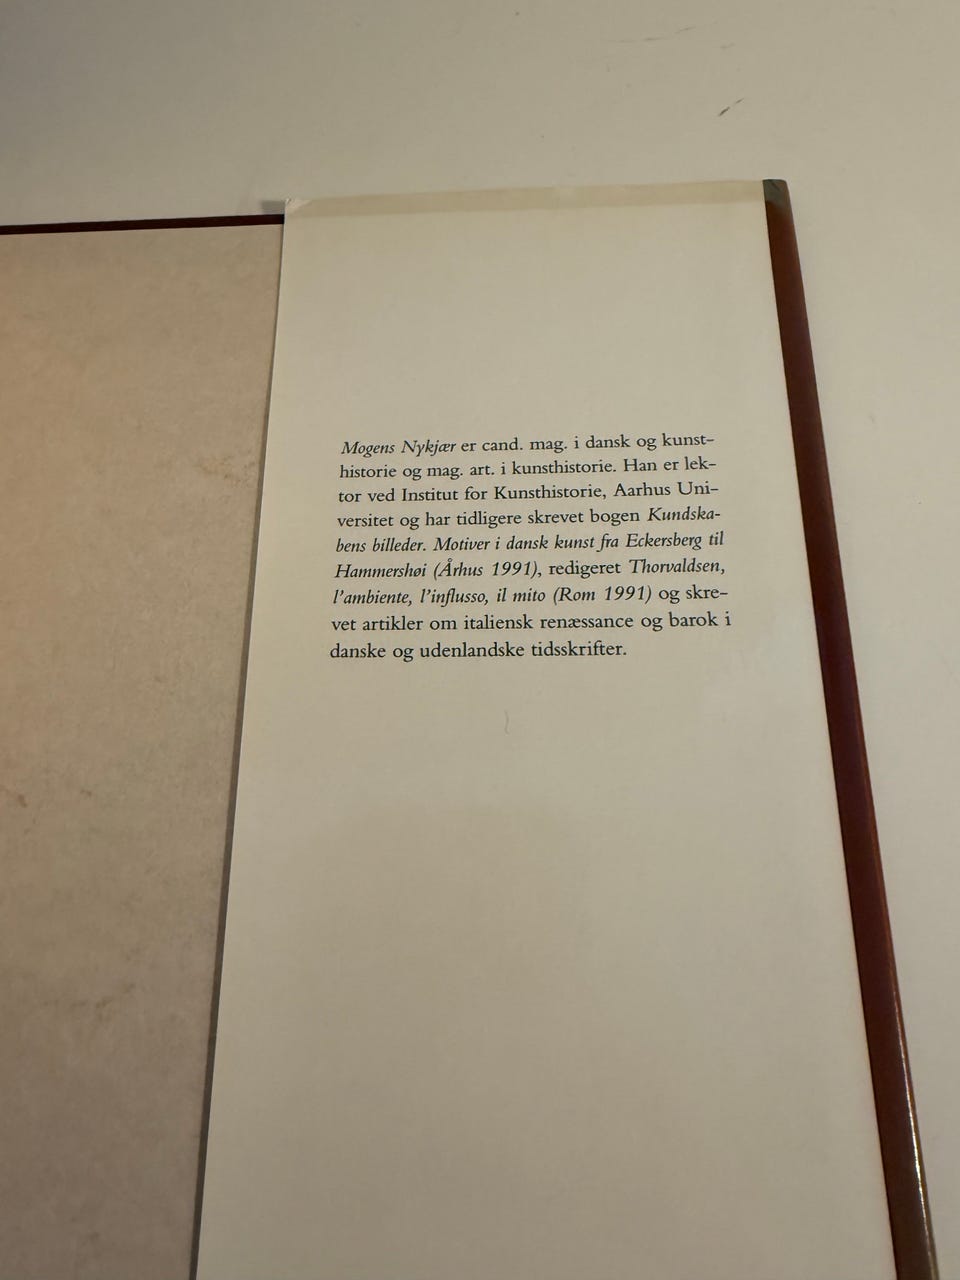 Mogens Nykjær er cand. mag. i dansk og kunst-
historie og mag. art. i kunsthistorie. Han er lek-
tor ved Institut for Kunsthistorie, Aarhus Uni-
versitet og har tidligere skrevet bogen Kundska-
bens billeder. Motiver i dansk kunst fra Eckersberg til
Hammershøi (Århus 1991), redigeret Thorvaldsen,
l'ambiente, l'influsso, il mito (Rom 1991) og skre-
vet artikler om italiensk renæssance og barok i
danske og udenlandske tidsskrifter.